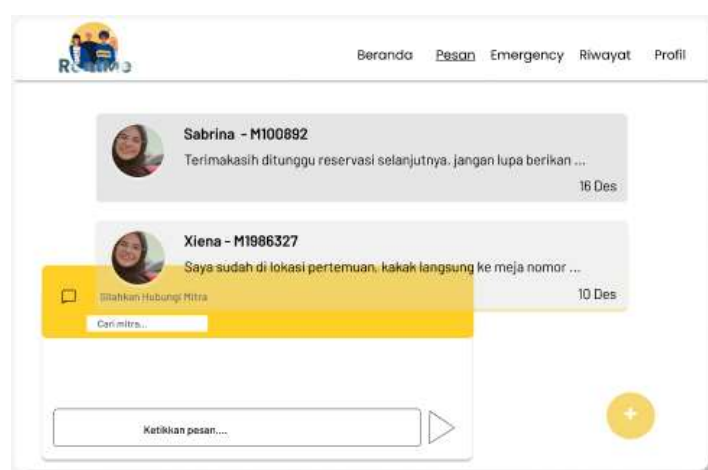 Beranda Pesan Emergency Riwayat Profil
Sabrina - M100892
Terimakasih ditunggu reservasi selanjutnya. jangan lupa berikan ...
16 Des
Xiena - M1986327
Saya sudah di lokasi pertemuan, kakak langsung ke meja nomor ...
10 Des
Silahkan Hubungi Mitra
Cari mitra...
Ketikkan pesan....